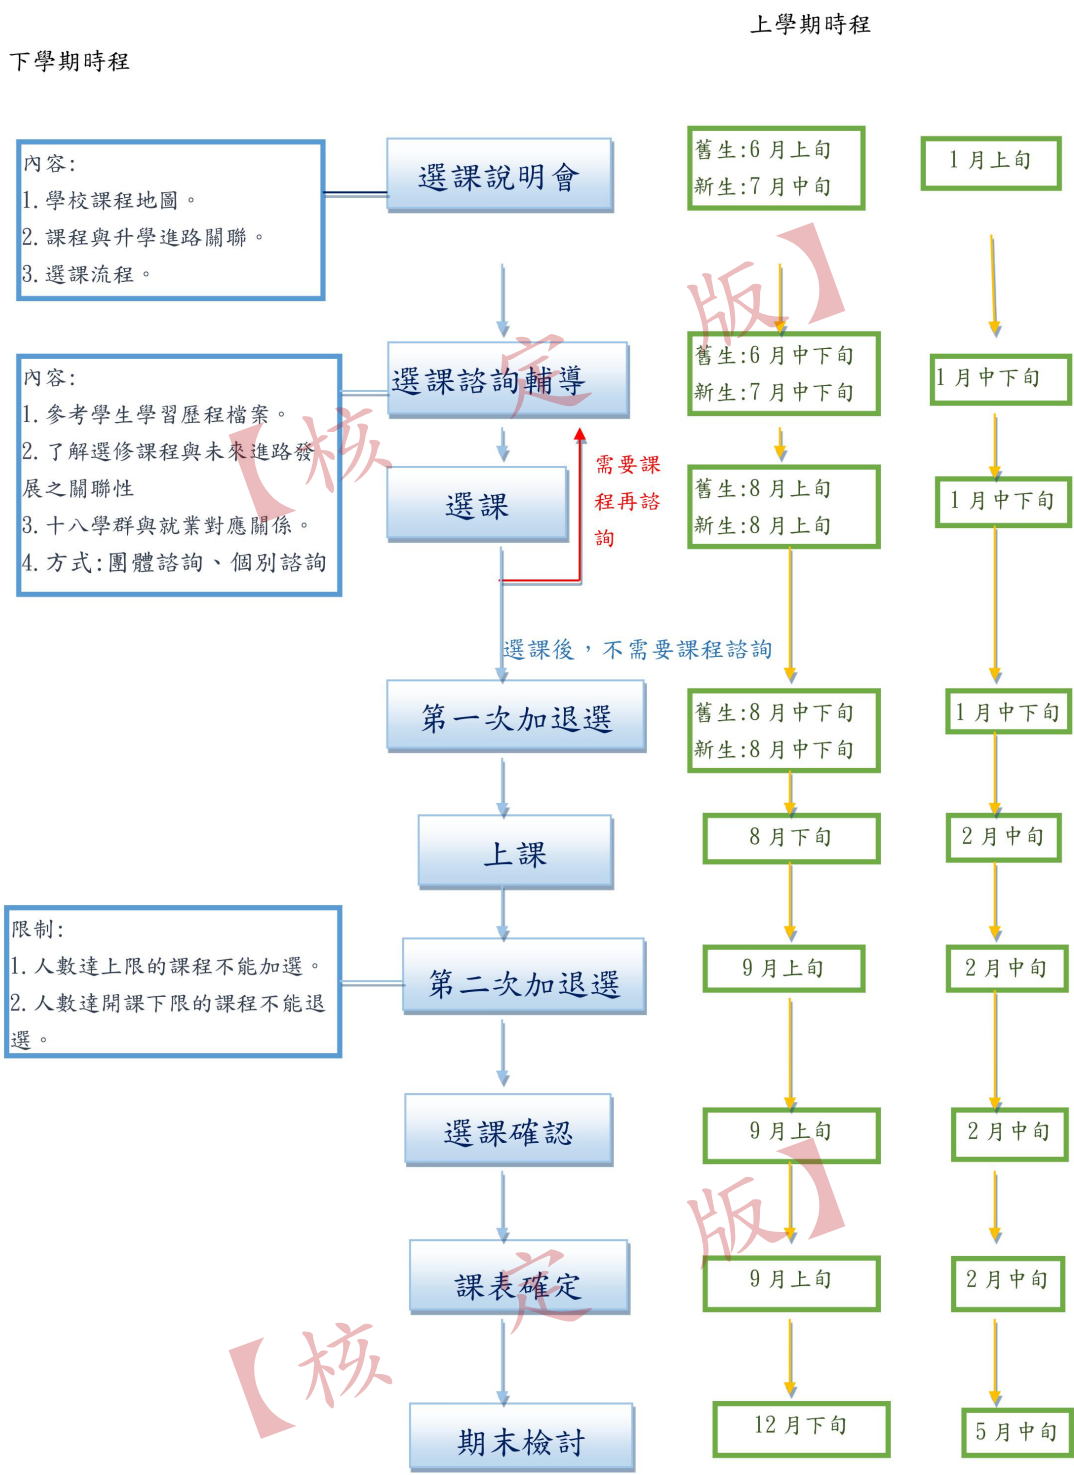 上學期時程
下學期時程
內容:
1.學校課程地圖。
2.課程與升學進路關聯。
3.選課流程。
選課說明會
舊生:6 月上旬
新生:7 月中旬
1 月上旬
內容:
1.參考學生學習歷程檔案。
2.了解選修課程與未來進路發
展之關聯性
3.十八學群與就業對應關係。
4.方式:團體諮詢、個別諮詢
選課諮詢輔導
舊生:6 月中下旬
新生:7 月中下旬
1 月中下旬
選課
需要課
程再諮
詢
舊生:8 月上旬
新生:8 月上旬
1 月中下旬
選課後，不需要課程諮詢
第一次加退選
舊生:8 月中下旬
新生:8 月中下旬
1 月中下旬
上課
8 月下旬
2 月中旬
限制:
1.人數達上限的課程不能加選。
2.人數達開課下限的課程不能退
選。
第二次加退選
9 月上旬
2 月中旬
選課確認
9 月上旬
2 月中旬
課表確定
9 月上旬
2 月中旬
期末檢討
12 月下旬
5 月中旬
【核定版】
【核定版】